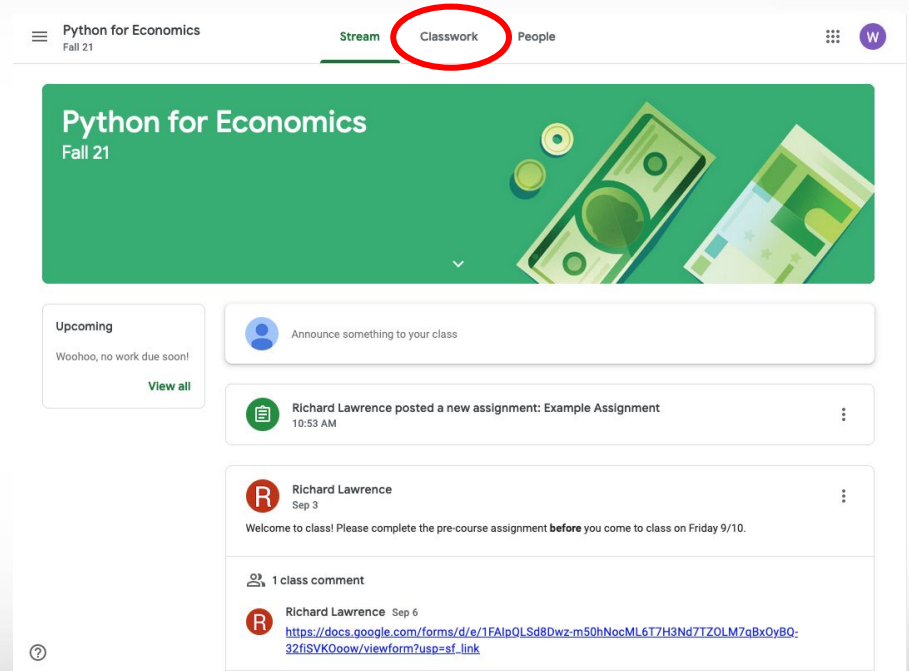 Python for Economics
Fall 21
Stream
Classwork
People
W
Python for Economics
Fall 21
Upcoming
Woohoo, no work due soon!
View all
Announce something to your class
Richard Lawrence posted a new assignment: Example Assignment
10:53 AM
R
Richard Lawrence
Sep 3
Welcome to class! Please complete the pre-course assignment before you come to class on Friday 9/10.
1 class comment
R
Richard Lawrence Sep 6
https://docs.google.com/forms/d/e/1FAIpQLSd8Dwz-m50hNocML6T7H3Nd7TZOLM7qBxOyBQ-
32fiSVKOoow/viewform?usp=sf_link